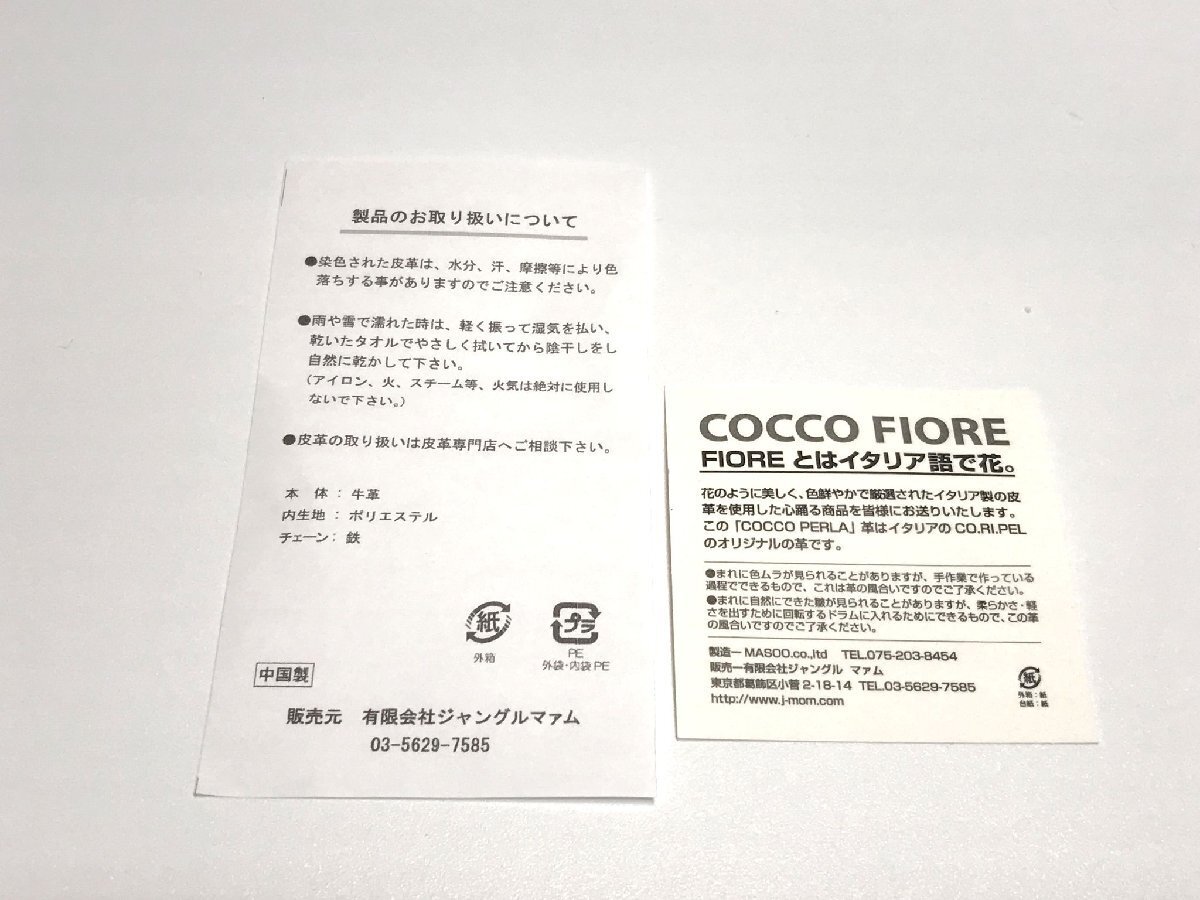 製品のお取り扱いについて
●染色された皮革は、水分、汗、摩擦等により色
落ちする事がありますのでご注意ください。
●雨や雪で濡れた時は、軽く振って湿気を払い、
乾いたタオルでやさしく拭いてから陰干しをし
自然に乾かして下さい。
(アイロン、火、スチーム等、火気は絶対に使用し
ないで下さい。)
●皮革の取り扱いは皮革専門店へご相談下さい。
本 体：牛革
内生地：ポリエステル
チェーン：鉄
紙
外箱
プラ
PE
外袋・内袋PE
中国製
販売元 有限会社ジャングルマァム
03-5629-7585
COCCO FIORE
FIORE とはイタリア語で花。
花のように美しく、色鮮やかで厳選されたイタリア製の皮
革を使用した心踊る商品を皆様にお送りいたします。
この「COCCO PERLA」革はイタリアの CO.RI.PEL
のオリジナルの革です。
●まれに色ムラが見られることがありますが、手作業で作っている
過程でできるもので、これは革の風合いですのでご了承ください。
●まれに自然にできた皺が見られることがありますが、柔らかさ・軽
さを出すために回転するドラムに入れるためにできるもので、この革
の風合いですのでご了承ください。
製造ー MASOO.co.,ltd TEL.075-203-8454
販売ー有限会社ジャングル マァム
東京都葛飾区小菅 2-18-14 TEL.03-5629-7585
http://www.j-mom.com
紙
外箱：紙
台紙：紙